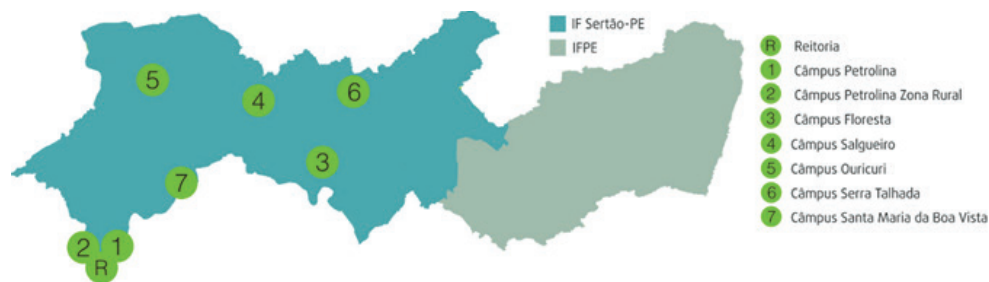 IF Sertão-PE
IFPE
R Reitoria
1 Câmpus Petrolina
2 Câmpus Petrolina Zona Rural
3 Câmpus Floresta
4 Câmpus Salgueiro
5 Câmpus Ouricuri
6 Câmpus Serra Talhada
7 Câmpus Santa Maria da Boa Vista
5
4
6
3
7
2
1
R